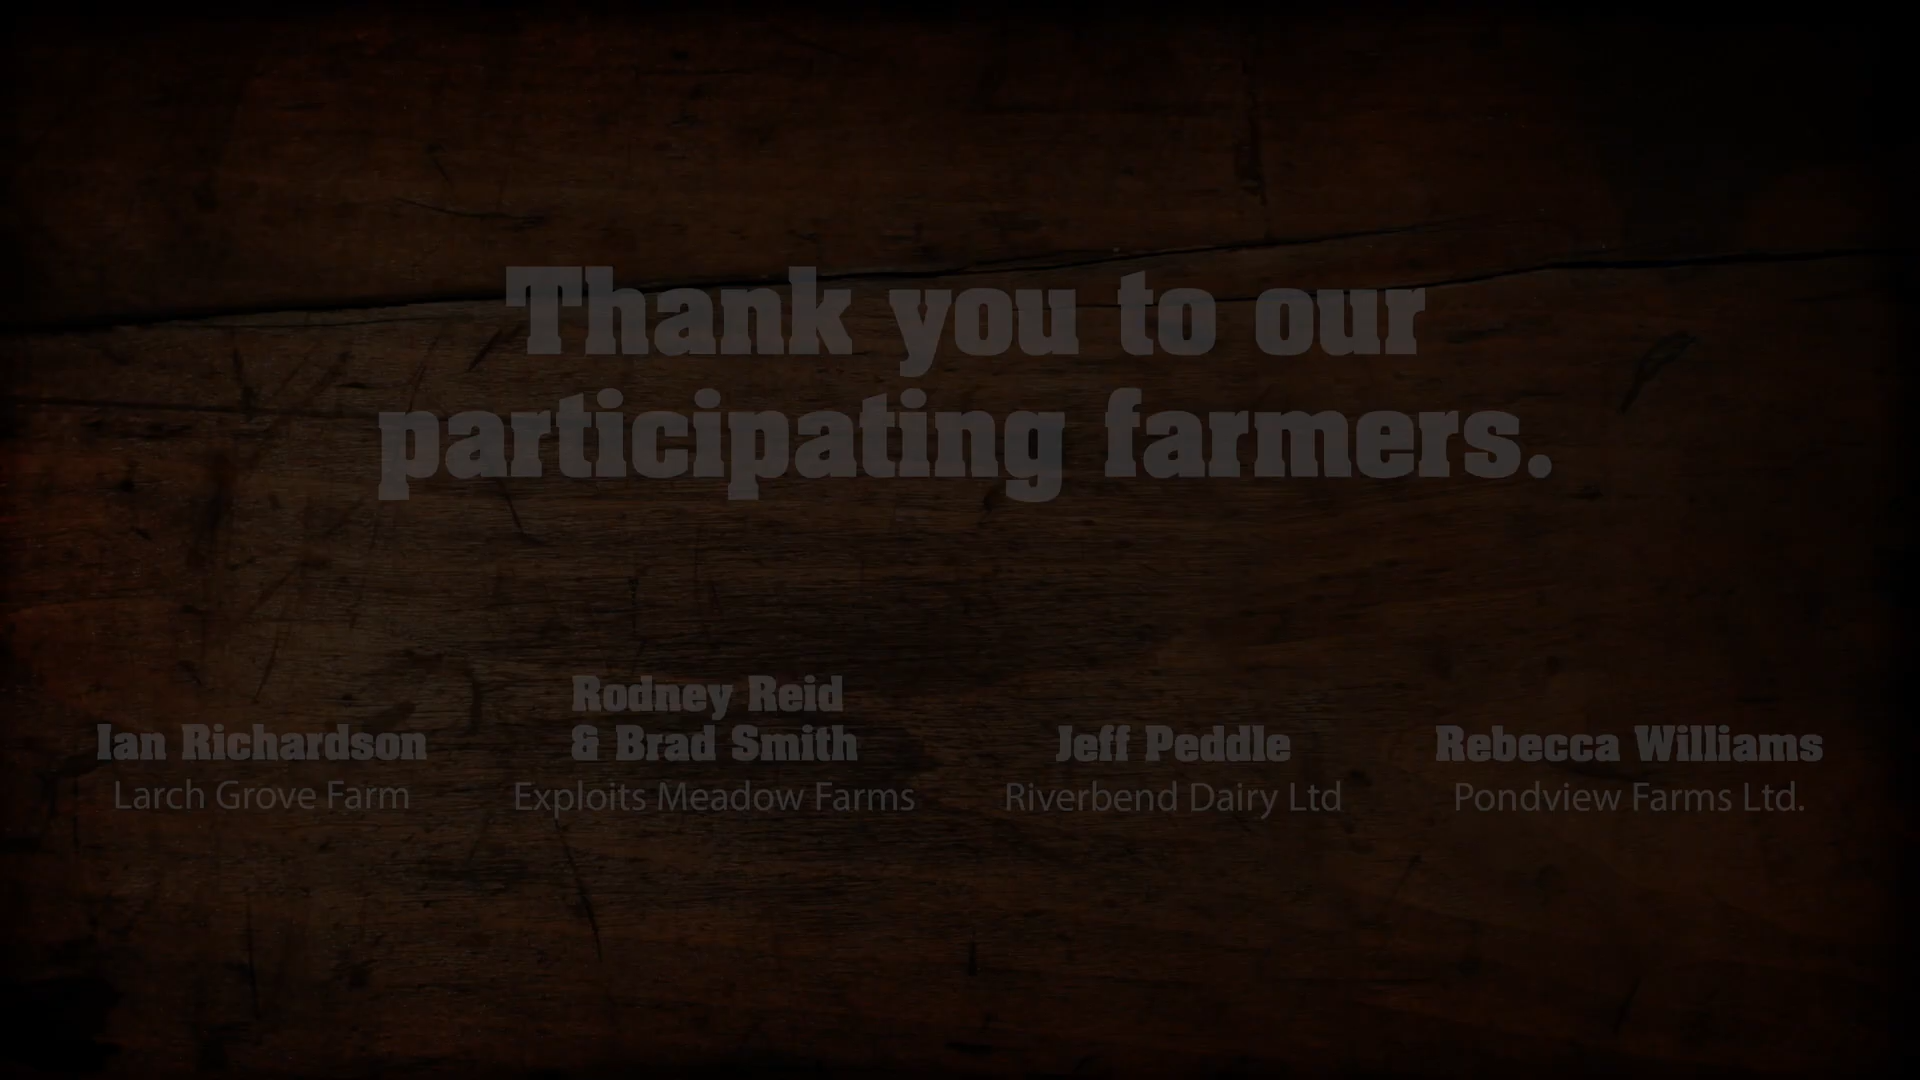 Thank you to our
participating farmers.
Ian Richardson
Larch Grove Farm
Rodney Reid
& Brad Smith
Exploits Meadow Farms
Jeff Peddle
Riverbend Dairy Ltd
Rebecca Williams
Pondview Farms Ltd.